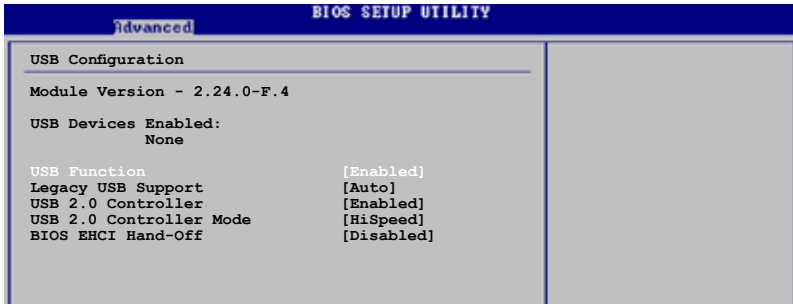 BIOS SETUP UTILITY
Advanced
USB Configuration
Module Version - 2.24.0-F.4
USB Devices Enabled:
None
USB Function [Enabled]
Legacy USB Support [Auto]
USB 2.0 Controller [Enabled]
USB 2.0 Controller Mode [HiSpeed]
BIOS EHCI Hand-Off [Disabled]